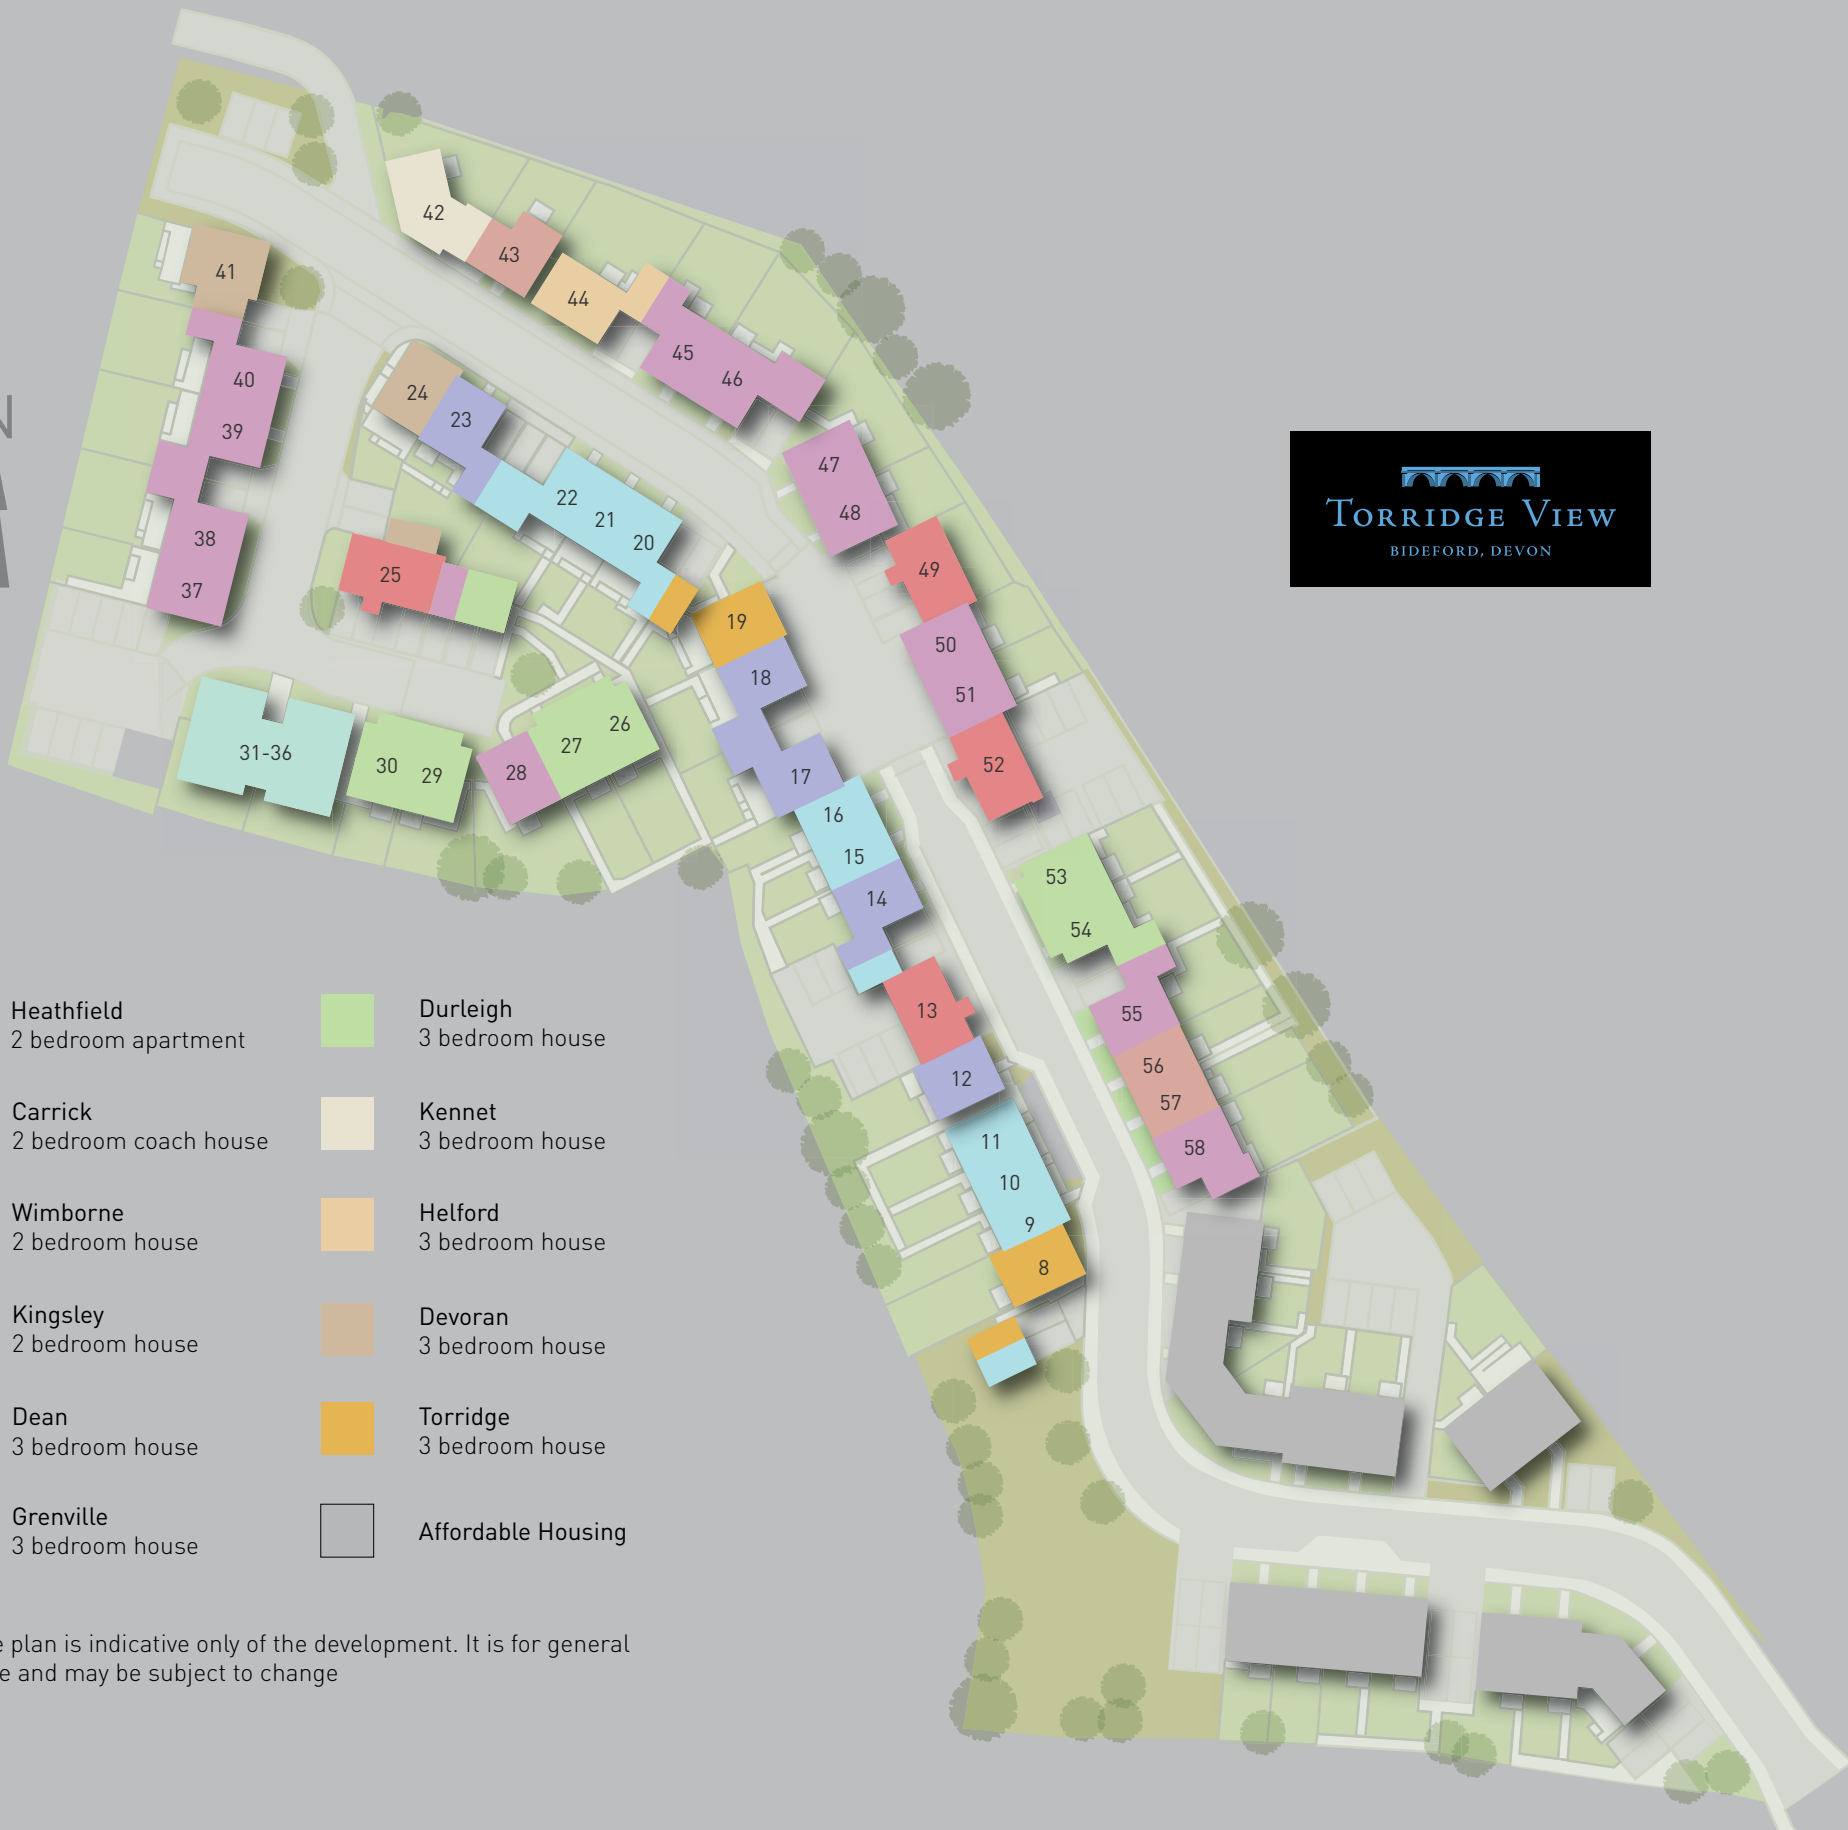 42
43
41
44
45
40
46
24
23
39
47
22
48
21
38
20
49
25
37
19
50
18
51
26
27
31-36
30
29
28
17
52
16
15
53
14
54
13
55
56
12
57
11
58
10
9
8
N
TORRIDGE VIEW
BIDEFORD, DEVON
Heathfield
2 bedroom apartment
Durleigh
3 bedroom house
Carrick
2 bedroom coach house
Kennet
3 bedroom house
Wimborne
2 bedroom house
Helford
3 bedroom house
Kingsley
2 bedroom house
Devoran
3 bedroom house
Dean
3 bedroom house
Torridge
3 bedroom house
Grenville
3 bedroom house
Affordable Housing
plan is indicative only of the development. It is for general
and may be subject to change